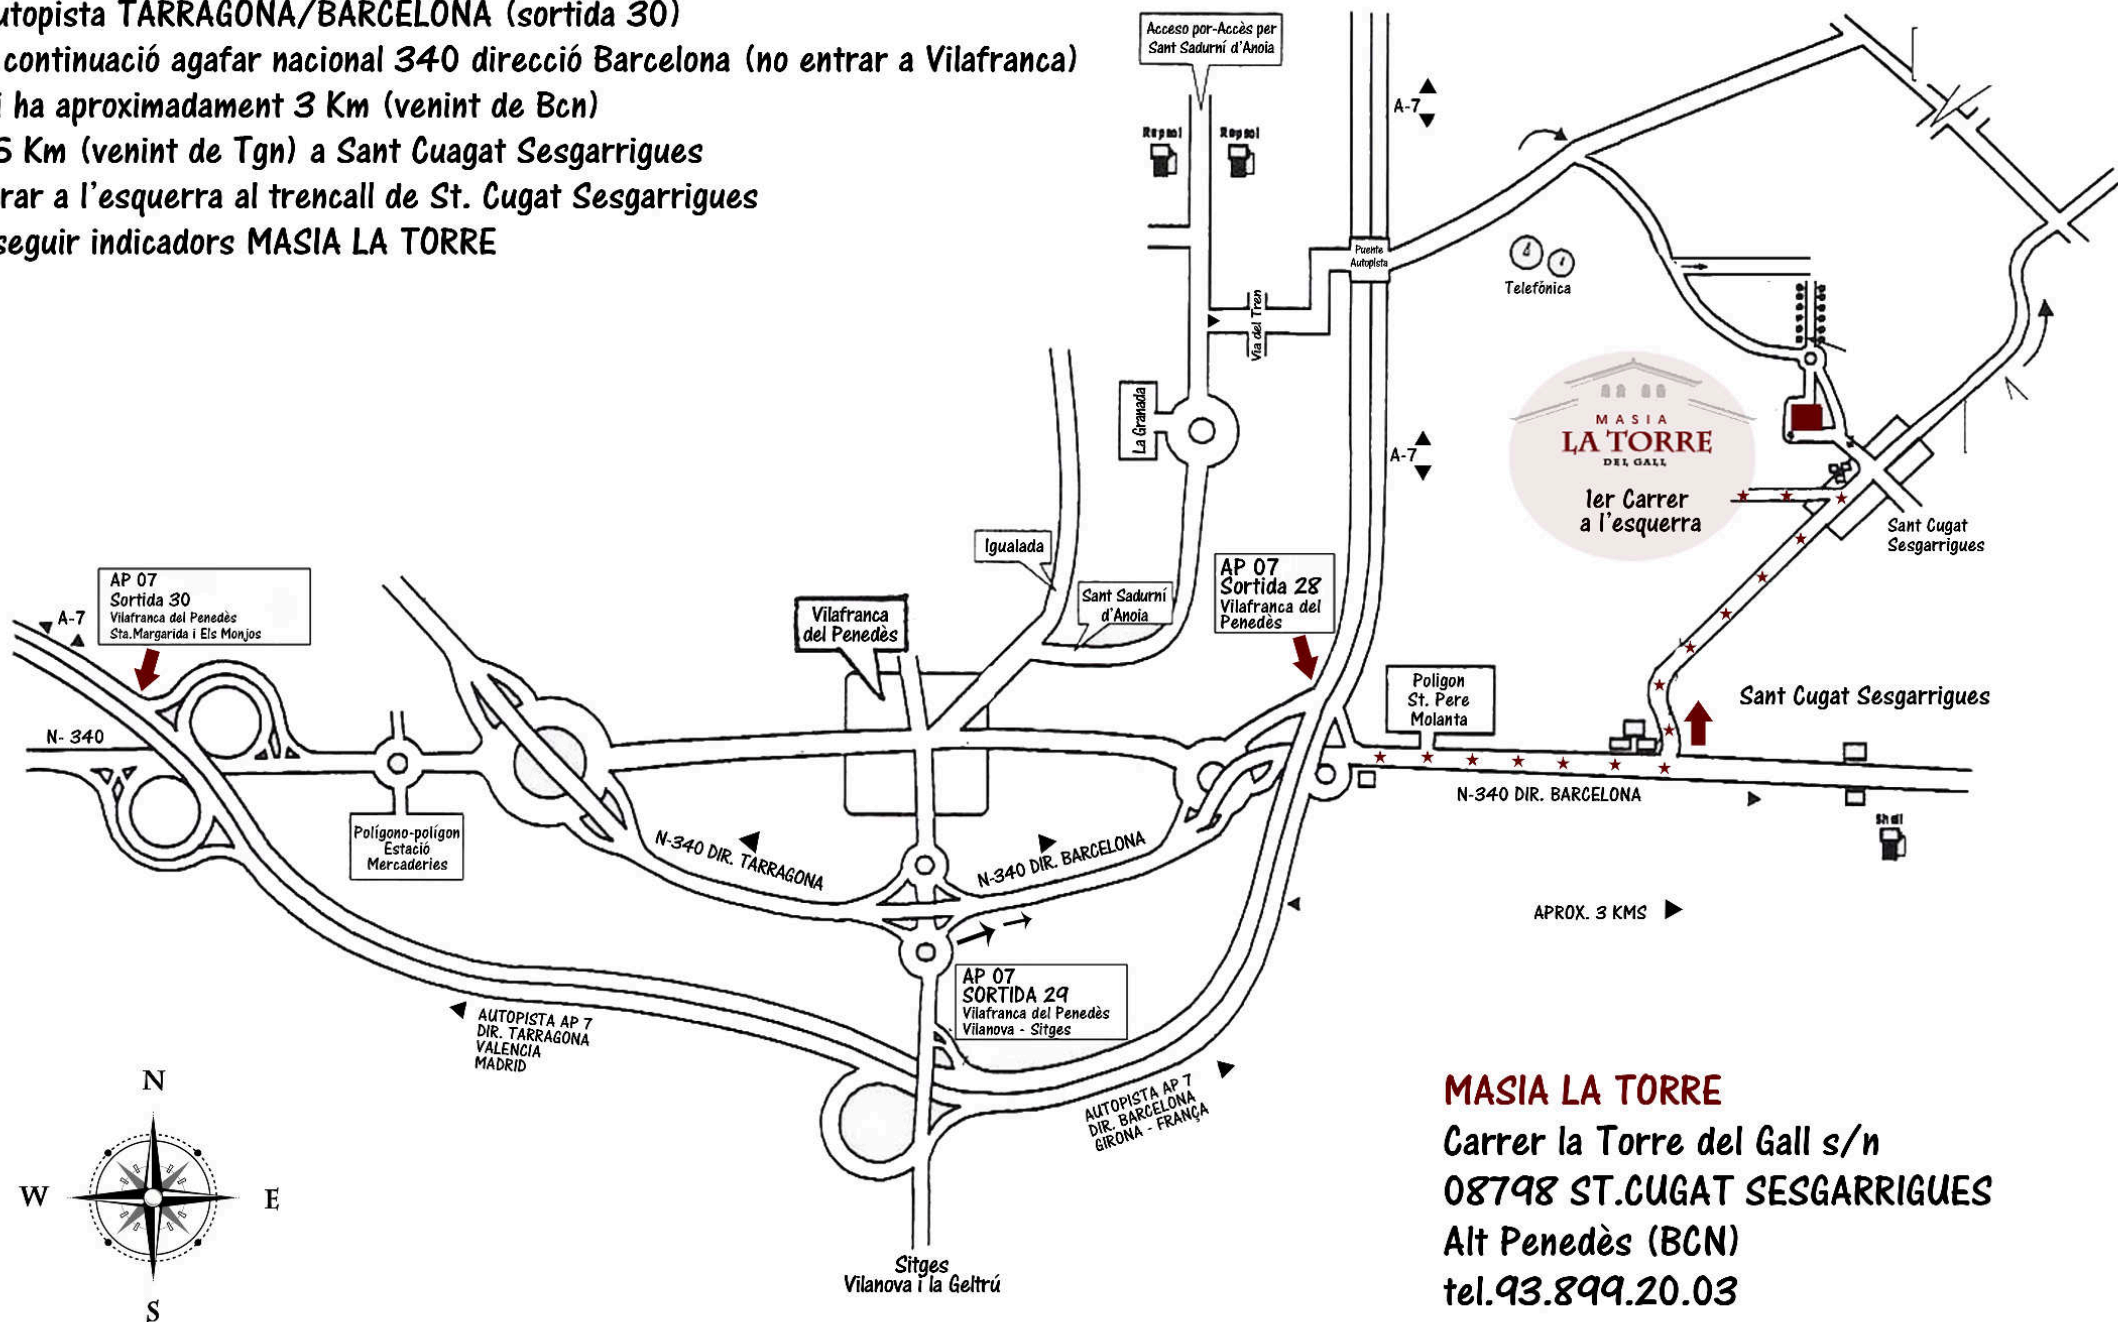 utopista TARRAGONA/BARCELONA (sortida 30)
continuació agafar nacional 340 direcció Barcelona (no entrar a Vilafranca)
i ha aproximadament 3 Km (venint de Bcn)
Km (venint de Tgn) a Sant Cuagat Sesgarrigues
rar a l'esquerra al trencall de St. Cugat Sesgarrigues
seguir indicadors MASIA LA TORRE
Acceso por-Accès per
Sant Sadurní d'Anoia
Repsol
Repsol
A-7
Puente
Autopista
Telefónica
Via del Tren
La Granada
A-7
MASIA
LA TORRE
DEL GALL
1er Carrer
a l'esquerra
Sant Cugat
Sesgarrigues
Igualada
Sant Sadurní
d'Anoia
AP 07
Sortida 28
Vilafranca del
Penedès
AP 07
Sortida 30
Vilafranca del Penedès
Sta.Margarida i Els Monjos
A-7
N- 340
Vilafranca
del Penedès
Poligon
St. Pere
Molanta
Sant Cugat Sesgarrigues
N-340 DIR. BARCELONA
Shell
Polígono-polígon
Estació
Mercaderies
N-340 DIR. TARRAGONA
N-340 DIR. BARCELONA
APROX. 3 KMS
AP 07
SORTIDA 29
Vilafranca del Penedès
Vilanova - Sitges
AUTOPISTA AP 7
DIR. TARRAGONA
VALENCIA
MADRID
AUTOPISTA AP 7
DIR. BARCELONA
GIRONA - FRANÇA
N
W
E
S
Sitges
Vilanova i la Geltrú
MASIA LA TORRE
Carrer la Torre del Gall s/n
08798 ST.CUGAT SESGARRIGUES
Alt Penedès (BCN)
tel.93.899.20.03